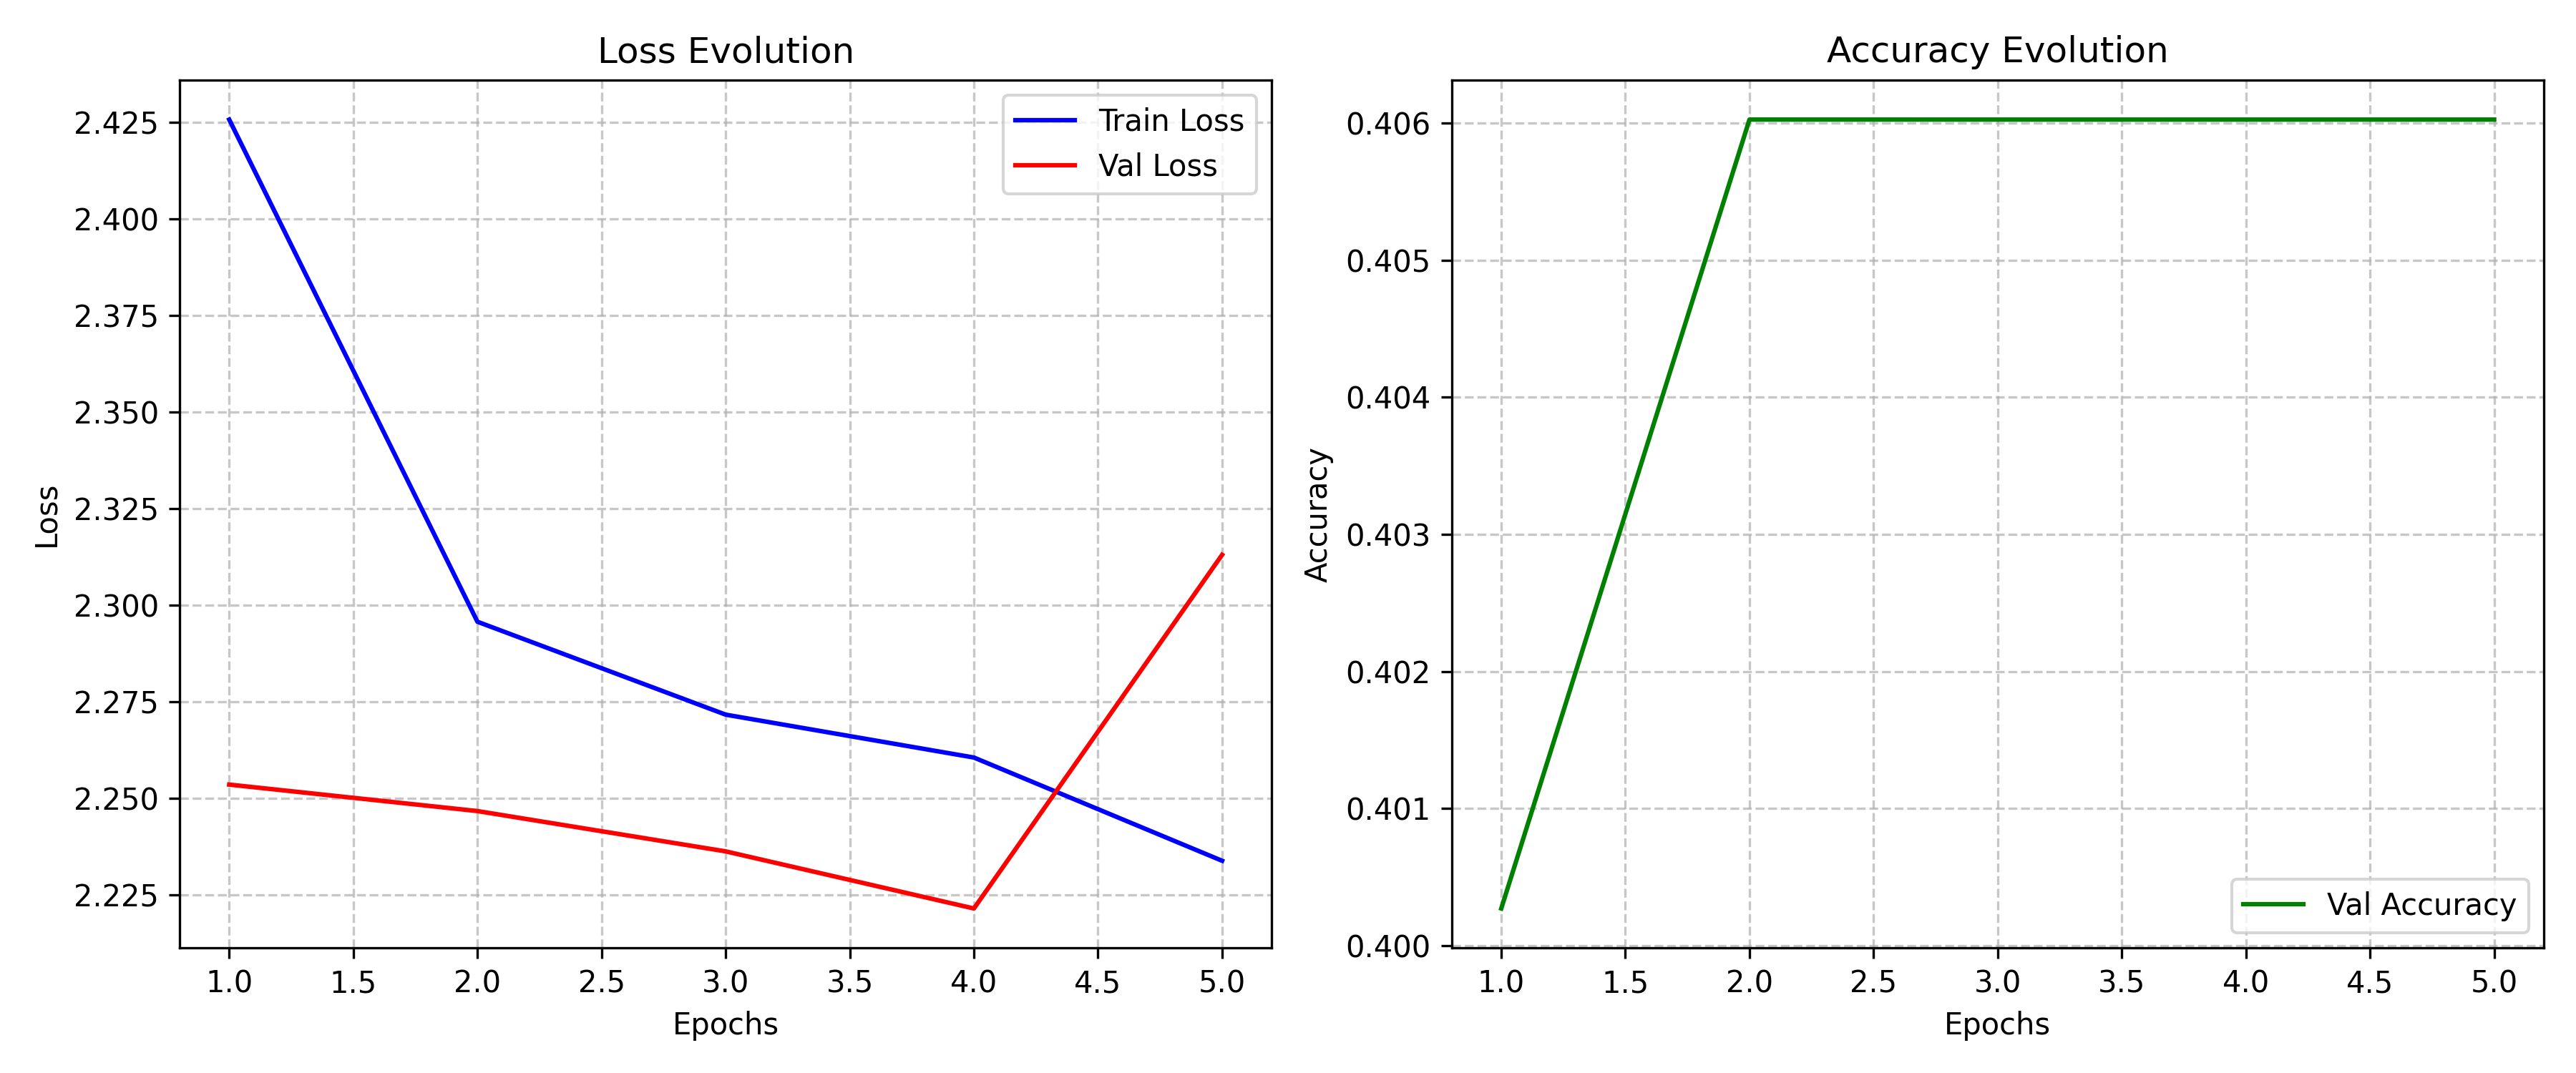 Loss Evolution
Train Loss
Val Loss
Loss
2.425
2.400
2.375
2.350
2.325
2.300
2.275
2.250
2.225
1.0 1.5 2.0 2.5 3.0 3.5 4.0 4.5 5.0
Epochs
Accuracy Evolution
Accuracy
0.406
0.405
0.404
0.403
0.402
0.401
0.400
Val Accuracy
1.0 1.5 2.0 2.5 3.0 3.5 4.0 4.5 5.0
Epochs